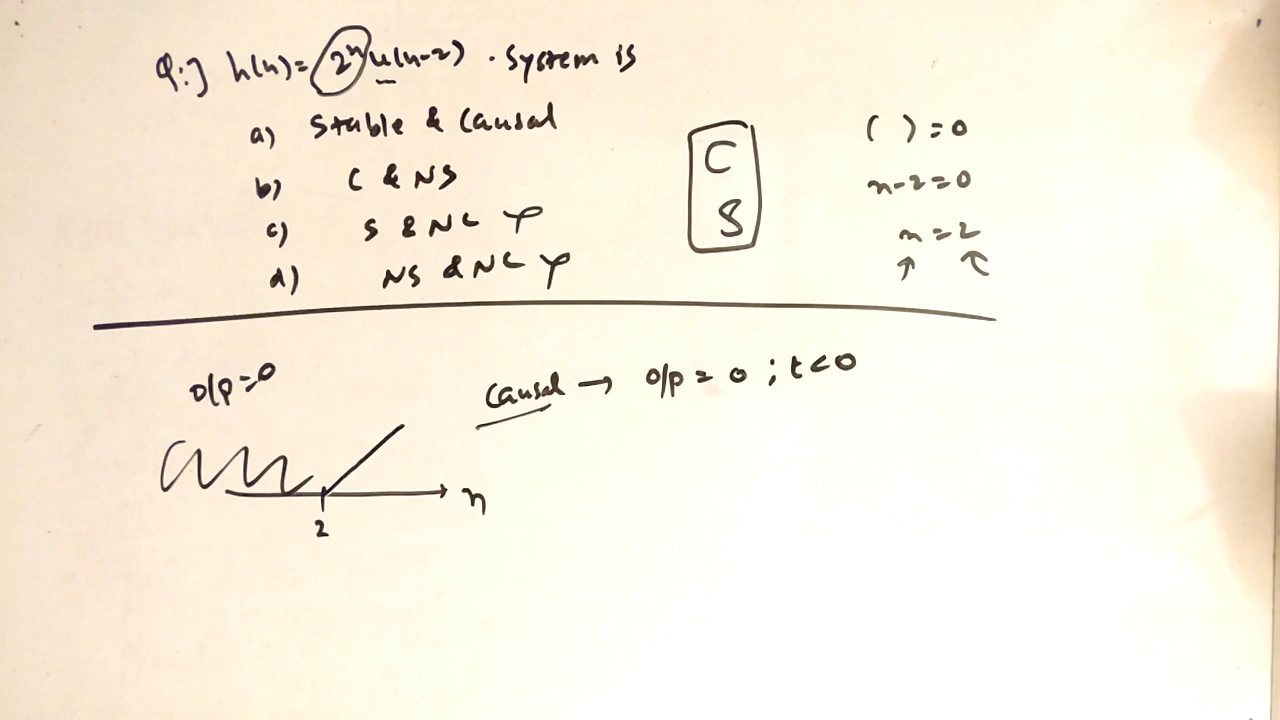 Q:] h(n)= 2ⁿ u(n-2) . System is
a) Stable & Causal
b) C & NS
c) S & NC
d) NS & NC
C
S
( ) = 0
n-2=0
n = 2
o/p=0
Causal → o/p = 0 ; t<0
n
2